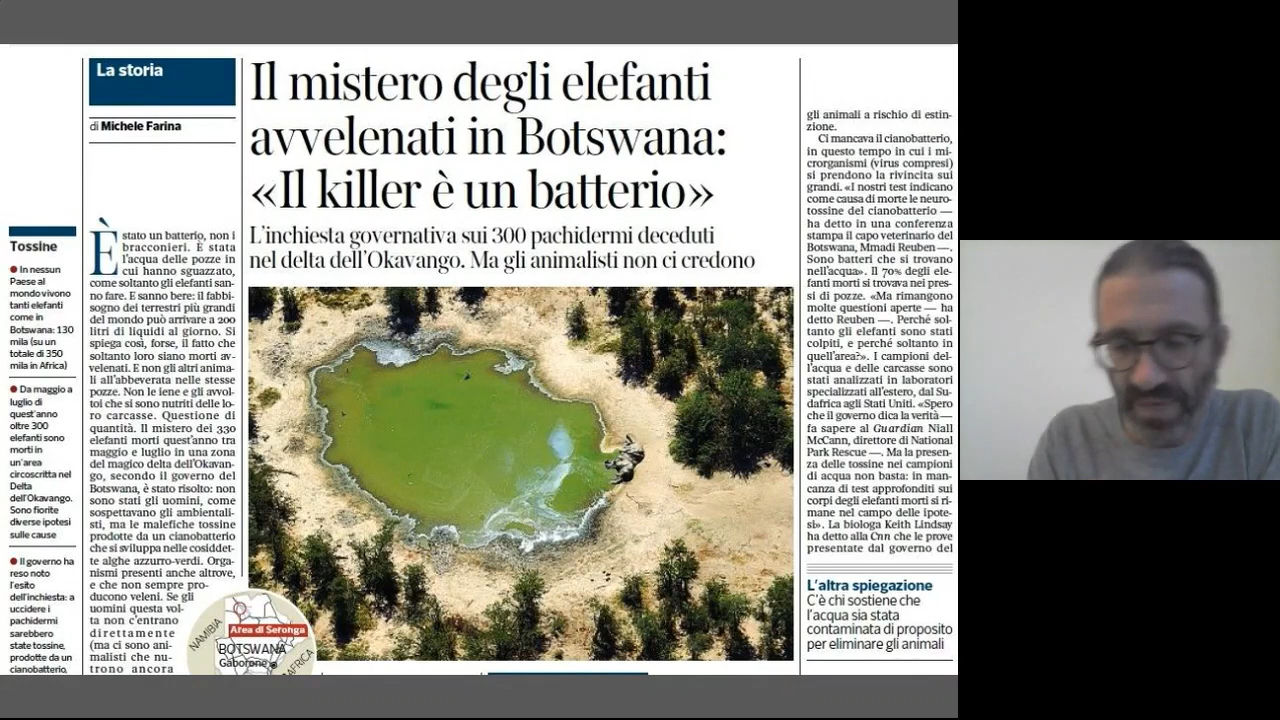 La storia
di Michele Farina
Il mistero degli elefanti
avvelenati in Botswana:
«Il killer è un batterio»
L'inchiesta governativa sui 300 pachidermi deceduti
nel delta dell'Okavango. Ma gli animalisti non ci credono
Tossine
● In nessun
Paese al
mondo vivono
tanti elefanti
come in
Botswana: 130
mila (su un
totale di 350
mila in Africa)
● Da maggio a
luglio di
quest'anno
oltre 300
elefanti sono
morti in
un'area
circoscritta nel
Delta
dell'Okavango.
Sono fiorite
diverse ipotesi
sulle cause
● Il governo ha
reso noto
l'esito
dell'inchiesta: a
uccidere i
pachidermi
sarebbero
state tossine,
prodotte da un
cianobatterio,
È stato un batterio, non i
bracconieri. È stata
l'acqua delle pozze in
cui hanno sguazzato,
come soltanto gli elefanti san-
no fare. E sanno bere: il fabbi-
sogno dei terrestri più grandi
del mondo può arrivare a 200
litri di liquidi al giorno. Si
spiega così, forse, il fatto che
soltanto loro siano morti av-
velenati. E non gli altri anima-
li all'abbeverata nelle stesse
pozze. Non le iene e gli avvol-
toi che si sono nutriti delle lo-
ro carcasse. Questione di
quantità. Il mistero dei 330
elefanti morti quest'anno tra
maggio e luglio in una zona
del magico delta dell'Okavan-
go, secondo il governo del
Botswana, è stato risolto: non
sono stati gli uomini, come
sospettavano gli ambientali-
sti, ma le malefiche tossine
prodotte da un cianobatterio
che si sviluppa nelle cosiddet-
te alghe azzurro-verdi. Orga-
nismi presenti anche altrove,
e che non sempre pro-
ducono veleni. Se gli
uomini questa vol-
ta non c'entrano
direttamente
(ma ci sono ani-
malisti che nu-
trono ancora
NAMIBIA
Area di Seronga
BOTSWANA
Gaborone
AFRICA
gli animali a rischio di estin-
zione.
Ci mancava il cianobatterio,
in questo tempo in cui i mi-
crorganismi (virus compresi)
si prendono la rivincita sui
grandi. «I nostri test indicano
come causa di morte le neuro-
tossine del cianobatterio —
ha detto in una conferenza
stampa il capo veterinario del
Botswana, Mmadi Reuben —.
Sono batteri che si trovano
nell'acqua». Il 70% degli ele-
fanti morti si trovava nei pres-
si di pozze. «Ma rimangono
molte questioni aperte — ha
detto Reuben —. Perché sol-
tanto gli elefanti sono stati
colpiti, e perché soltanto in
quell'area?». I campioni del-
l'acqua e delle carcasse sono
stati analizzati in laboratori
specializzati all'estero, dal Su-
dafrica agli Stati Uniti. «Spero
che il governo dica la verità —
fa sapere al Guardian Niall
McCann, direttore di National
Park Rescue —. Ma la presen-
za delle tossine nei campioni
di acqua non basta: in man-
canza di test approfonditi sui
corpi degli elefanti morti si ri-
mane nel campo delle ipote-
si». La biologa Keith Lindsay
ha detto alla Cnn che le prove
presentate dal governo del
L'altra spiegazione
C'è chi sostiene che
l'acqua sia stata
contaminata di proposito
per eliminare gli animali